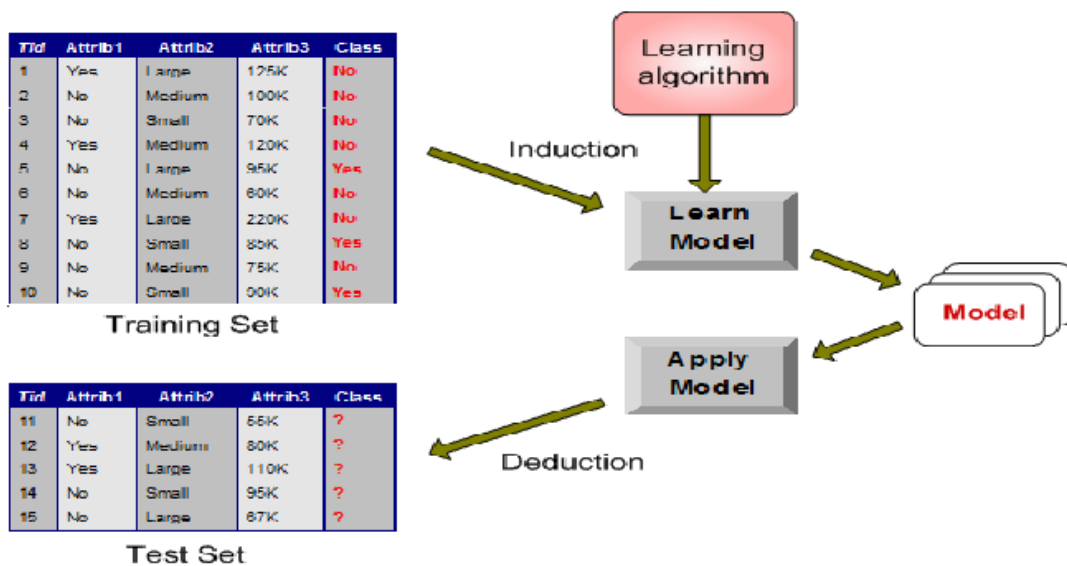 Tid Attrib1 Attrib2 Attrib3 Class
1 Yes Large 125K No
2 No Medium 100K No
3 No Small 70K No
4 Yes Medium 120K No
5 No Large 95K Yes
6 No Medium 60K No
7 Yes Large 220K No
8 No Small 85K Yes
9 No Medium 75K No
10 No Small 90K Yes
Training Set
Learning
algorithm
Induction
Learn
Model
Model
Apply
Model
Deduction
Tid Attrib1 Attrib2 Attrib3 Class
11 No Small 55K ?
12 Yes Medium 80K ?
13 Yes Large 110K ?
14 No Small 95K ?
15 No Large 67K ?
Test Set